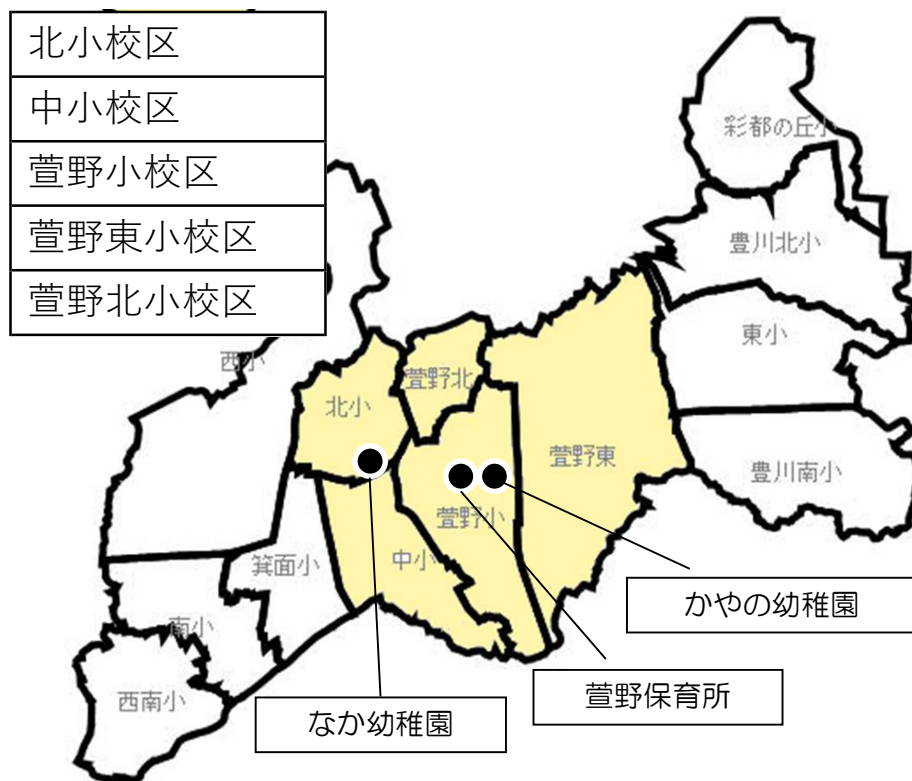 北小校区
中小校区
萱野小校区
萱野東小校区
萱野北小校区
彩都の丘小
豊川北小
東小
西小
萱野北
北小
萱野東
豊川南小
萱野小
箕面小
中小
かやの幼稚園
南小
萱野保育所
西南小
なか幼稚園